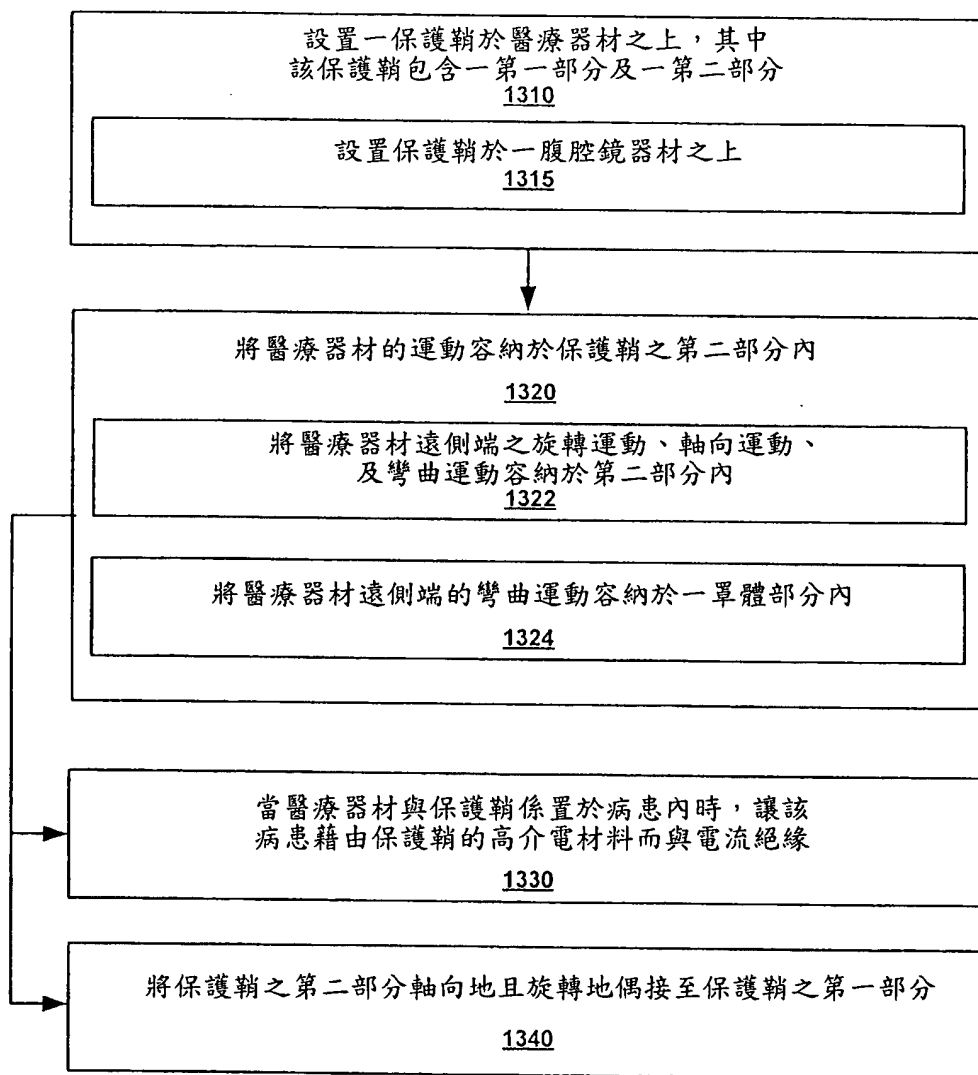 設置一保護鞘於醫療器材之上，其中
該保護鞘包含一第一部分及一第二部分
1310
設置保護鞘於一腹腔鏡器材之上
1315
將醫療器材的運動容納於保護鞘之第二部分內
1320
將醫療器材遠側端之旋轉運動、軸向運動、
及彎曲運動容納於第二部分內
1322
將醫療器材遠側端的彎曲運動容納於一罩體部分內
1324
當醫療器材與保護鞘係置於病患內時，讓該
病患藉由保護鞘的高介電材料而與電流絕緣
1330
將保護鞘之第二部分軸向地且旋轉地偶接至保護鞘之第一部分
1340